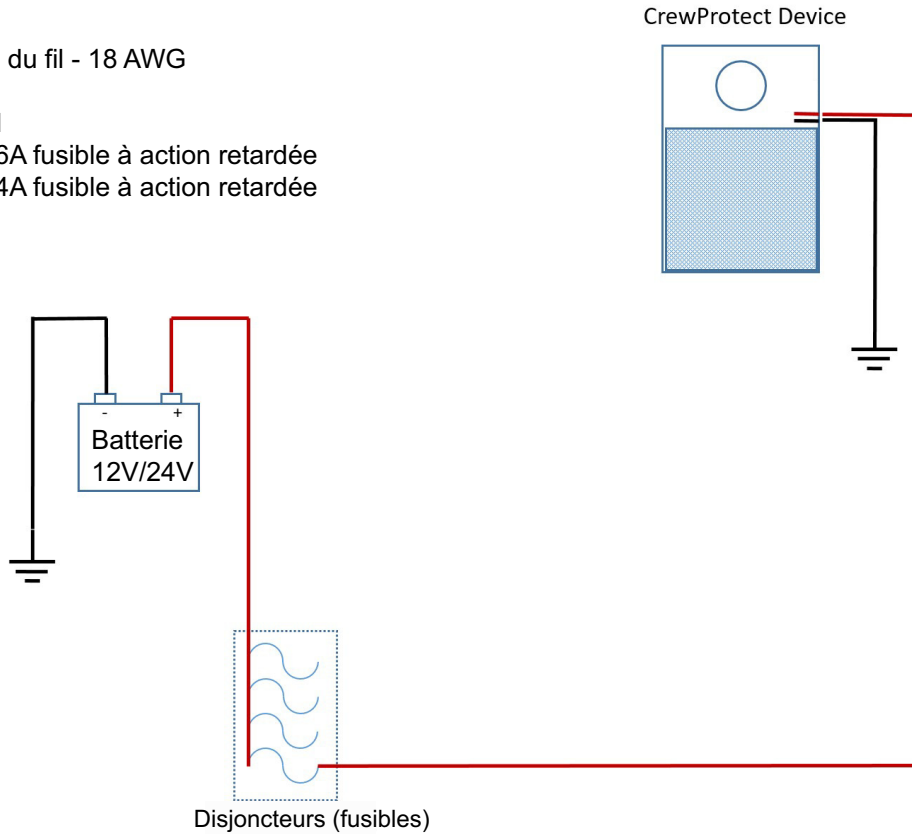 CrewProtect Device
du fil - 18 AWG
6A fusible à action retardée
4A fusible à action retardée
- +
Batterie
12V/24V
Disjoncteurs (fusibles)